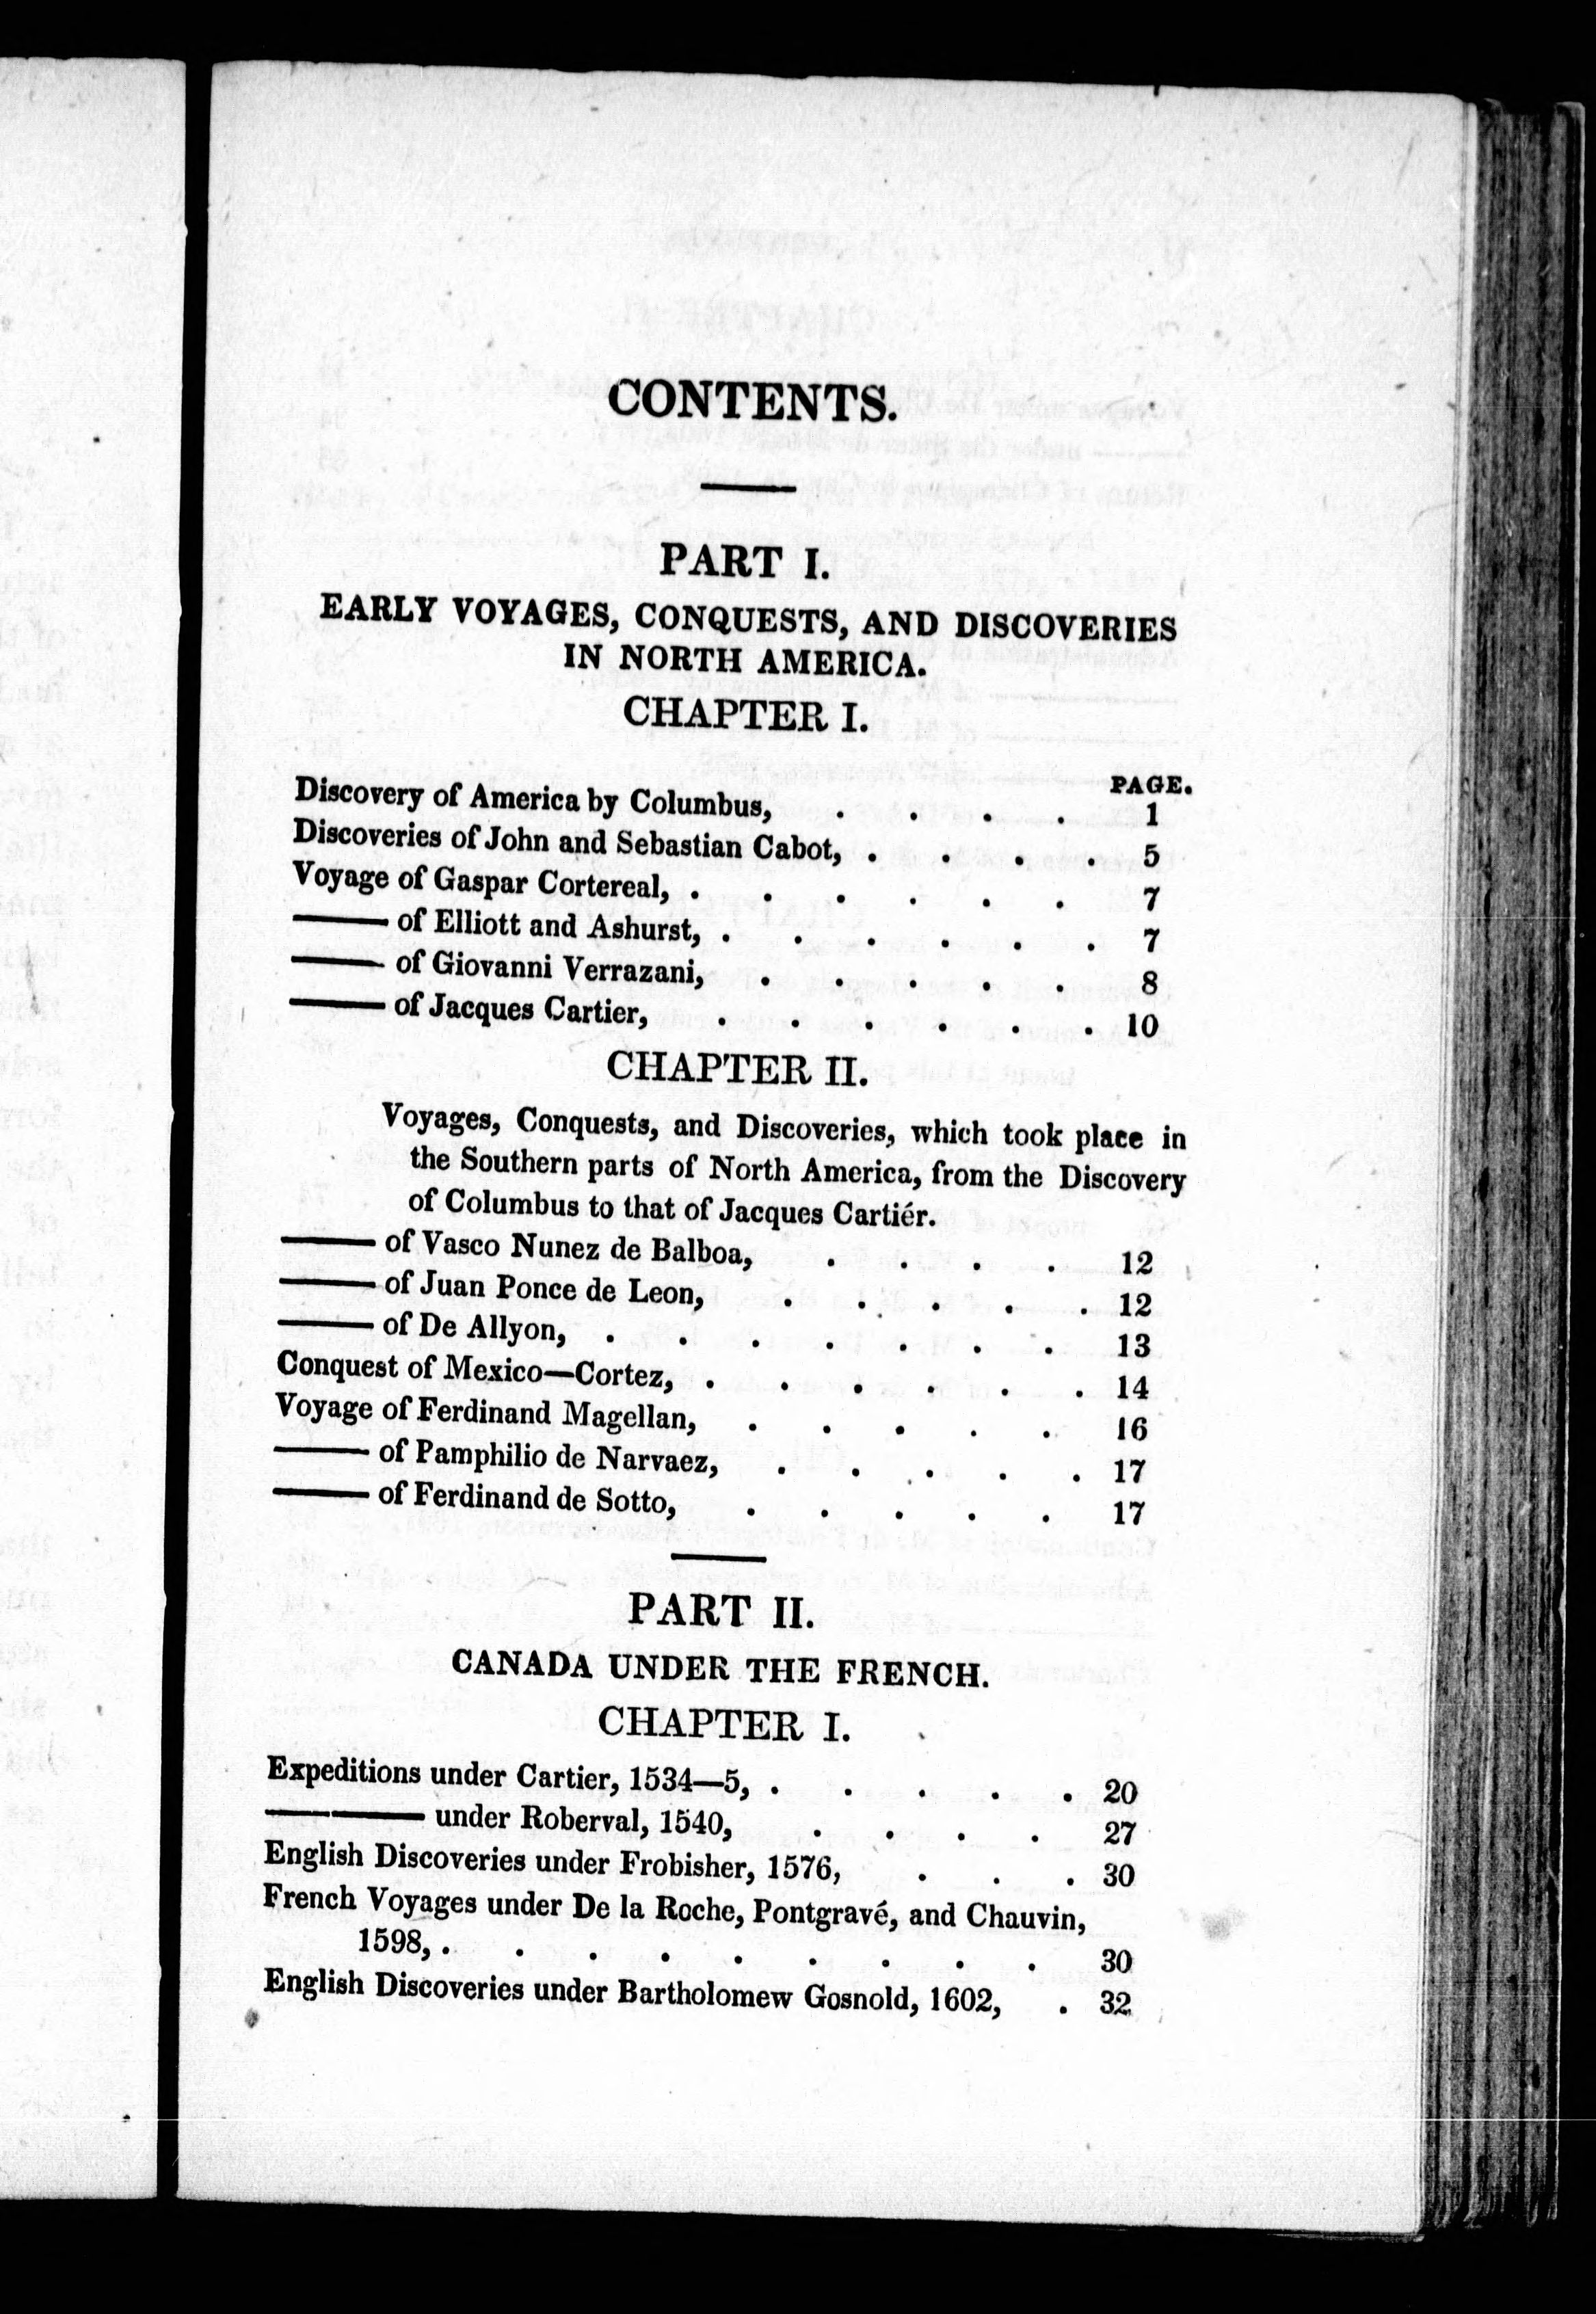 CONTENTS.
PART I.
EARLY VOYAGES, CONQUESTS, AND DISCOVERIES
IN NORTH AMERICA.
CHAPTER I.
PAGE.
Discovery of America by Columbus, . . . . 1
Discoveries of John and Sebastian Cabot, . . . . 5
Voyage of Gaspar Cortereal, . . . . . . 7
——— of Elliott and Ashurst, . . . . . . 7
——— of Giovanni Verrazani, . . . . . 8
——— of Jacques Cartier, . . . . . . 10
CHAPTER II.
Voyages, Conquests, and Discoveries, which took place in
the Southern parts of North America, from the Discovery
of Columbus to that of Jacques Cartiér.
——— of Vasco Nunez de Balboa, . . . . 12
——— of Juan Ponce de Leon, . . . . . 12
——— of De Allyon, . . . . . . . 13
Conquest of Mexico—Cortez, . . . . . . 14
Voyage of Ferdinand Magellan, . . . . . 16
——— of Pamphilio de Narvaez, . . . . . 17
——— of Ferdinand de Sotto, . . . . . 17
PART II.
CANADA UNDER THE FRENCH.
CHAPTER I.
Expeditions under Cartier, 1534—5, . . . . . 20
————— under Roberval, 1540, . . . . 27
English Discoveries under Frobisher, 1576, . . . 30
French Voyages under De la Roche, Pontgravé, and Chauvin,
1598, . . . . . . . . . 30
English Discoveries under Bartholomew Gosnold, 1602, . 32